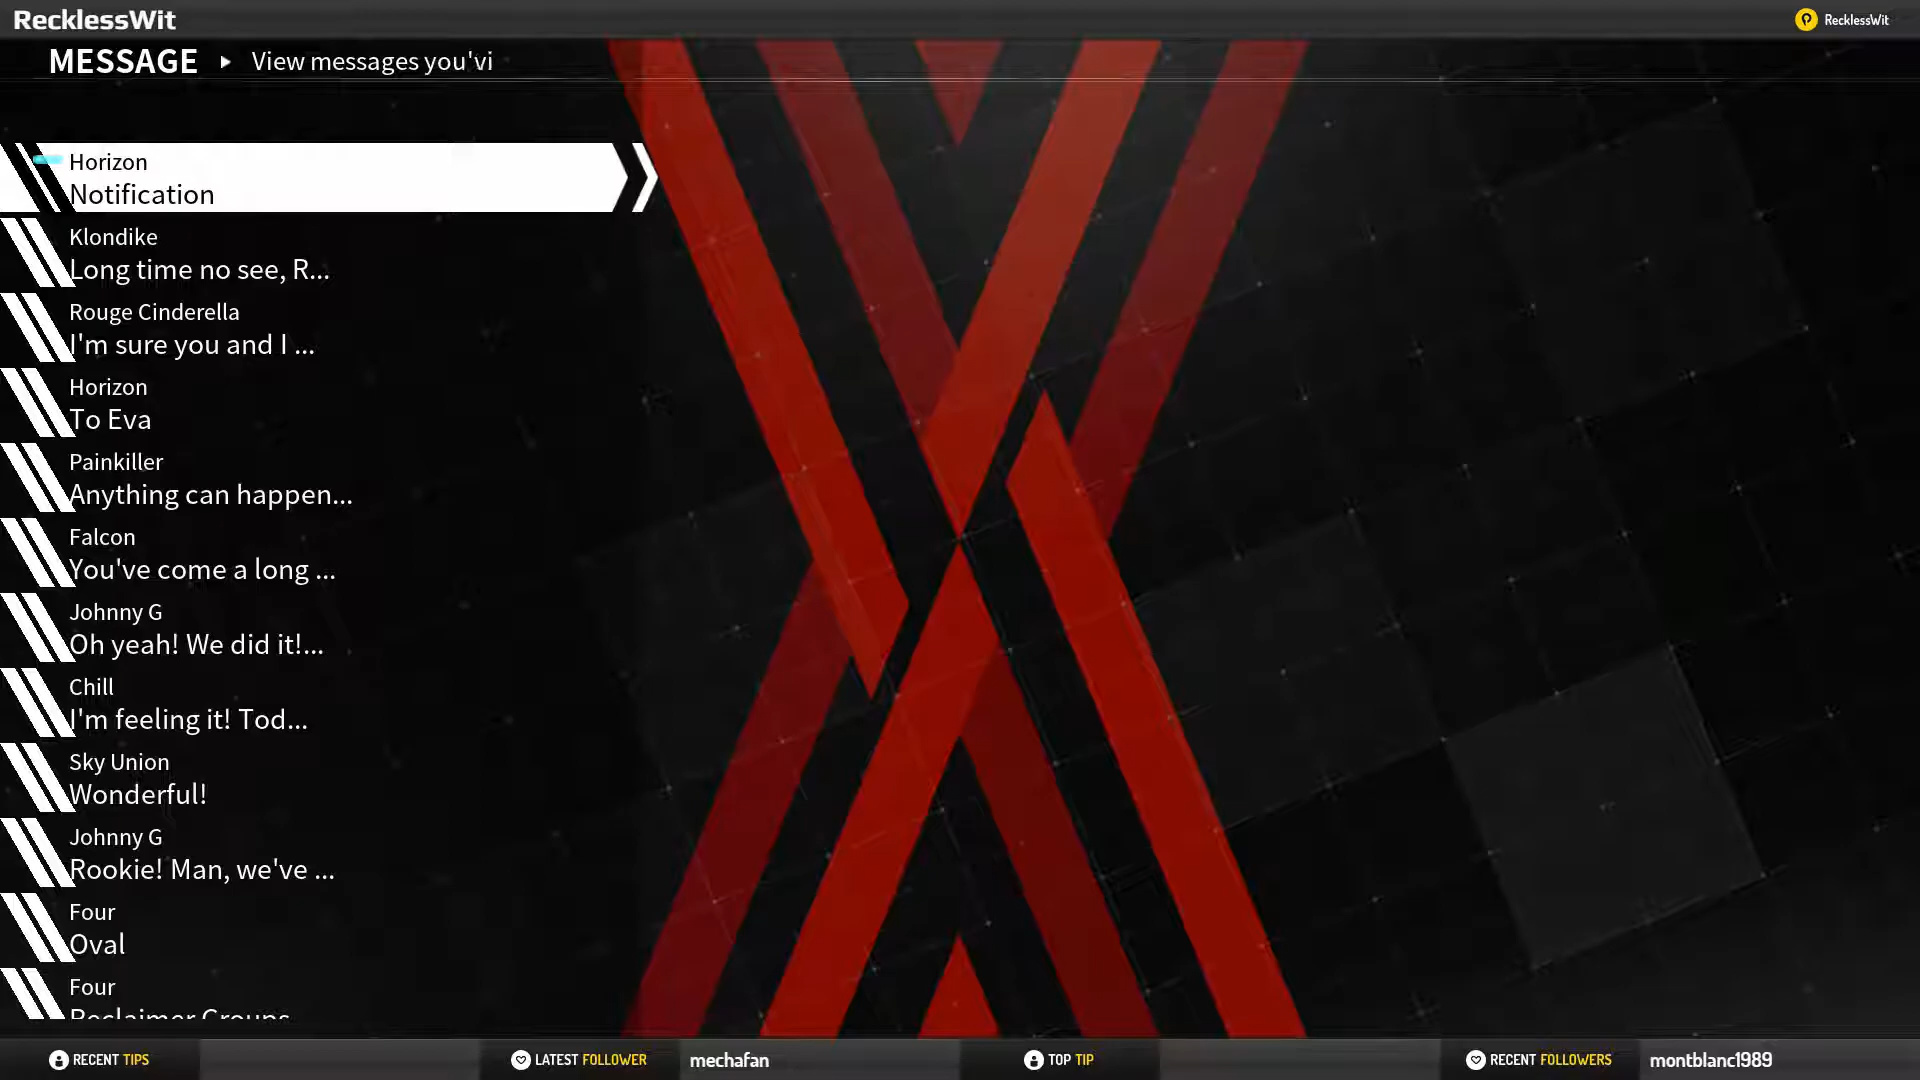 RecklessWit
RecklessWit
MESSAGE ▶ View messages you'vi
Horizon
Notification
Klondike
Long time no see, R...
Rouge Cinderella
I'm sure you and I ...
Horizon
To Eva
Painkiller
Anything can happen...
Falcon
You've come a long ...
Johnny G
Oh yeah! We did it!...
Chill
I'm feeling it! Tod...
Sky Union
Wonderful!
Johnny G
Rookie! Man, we've ...
Four
Oval
Four
Reclaimer Groups
RECENT TIPS
LATEST FOLLOWER mechafan
TOP TIP
RECENT FOLLOWERS montblanc1989